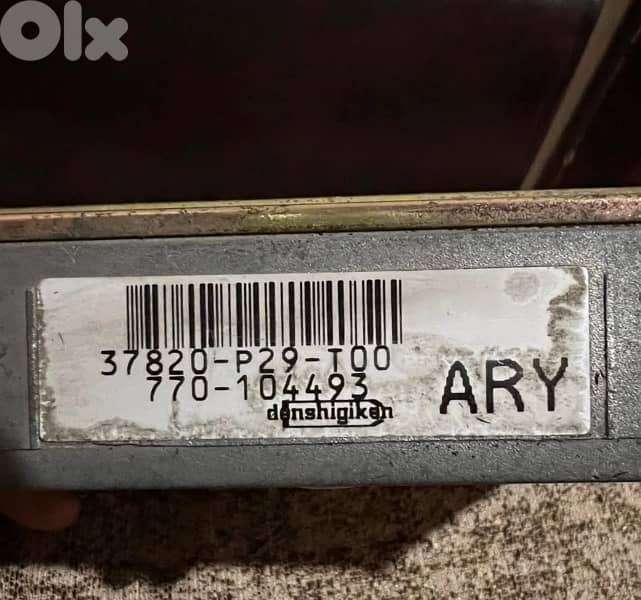 OLX
37820-P29-T00
770-104493
denshigiken
ARY